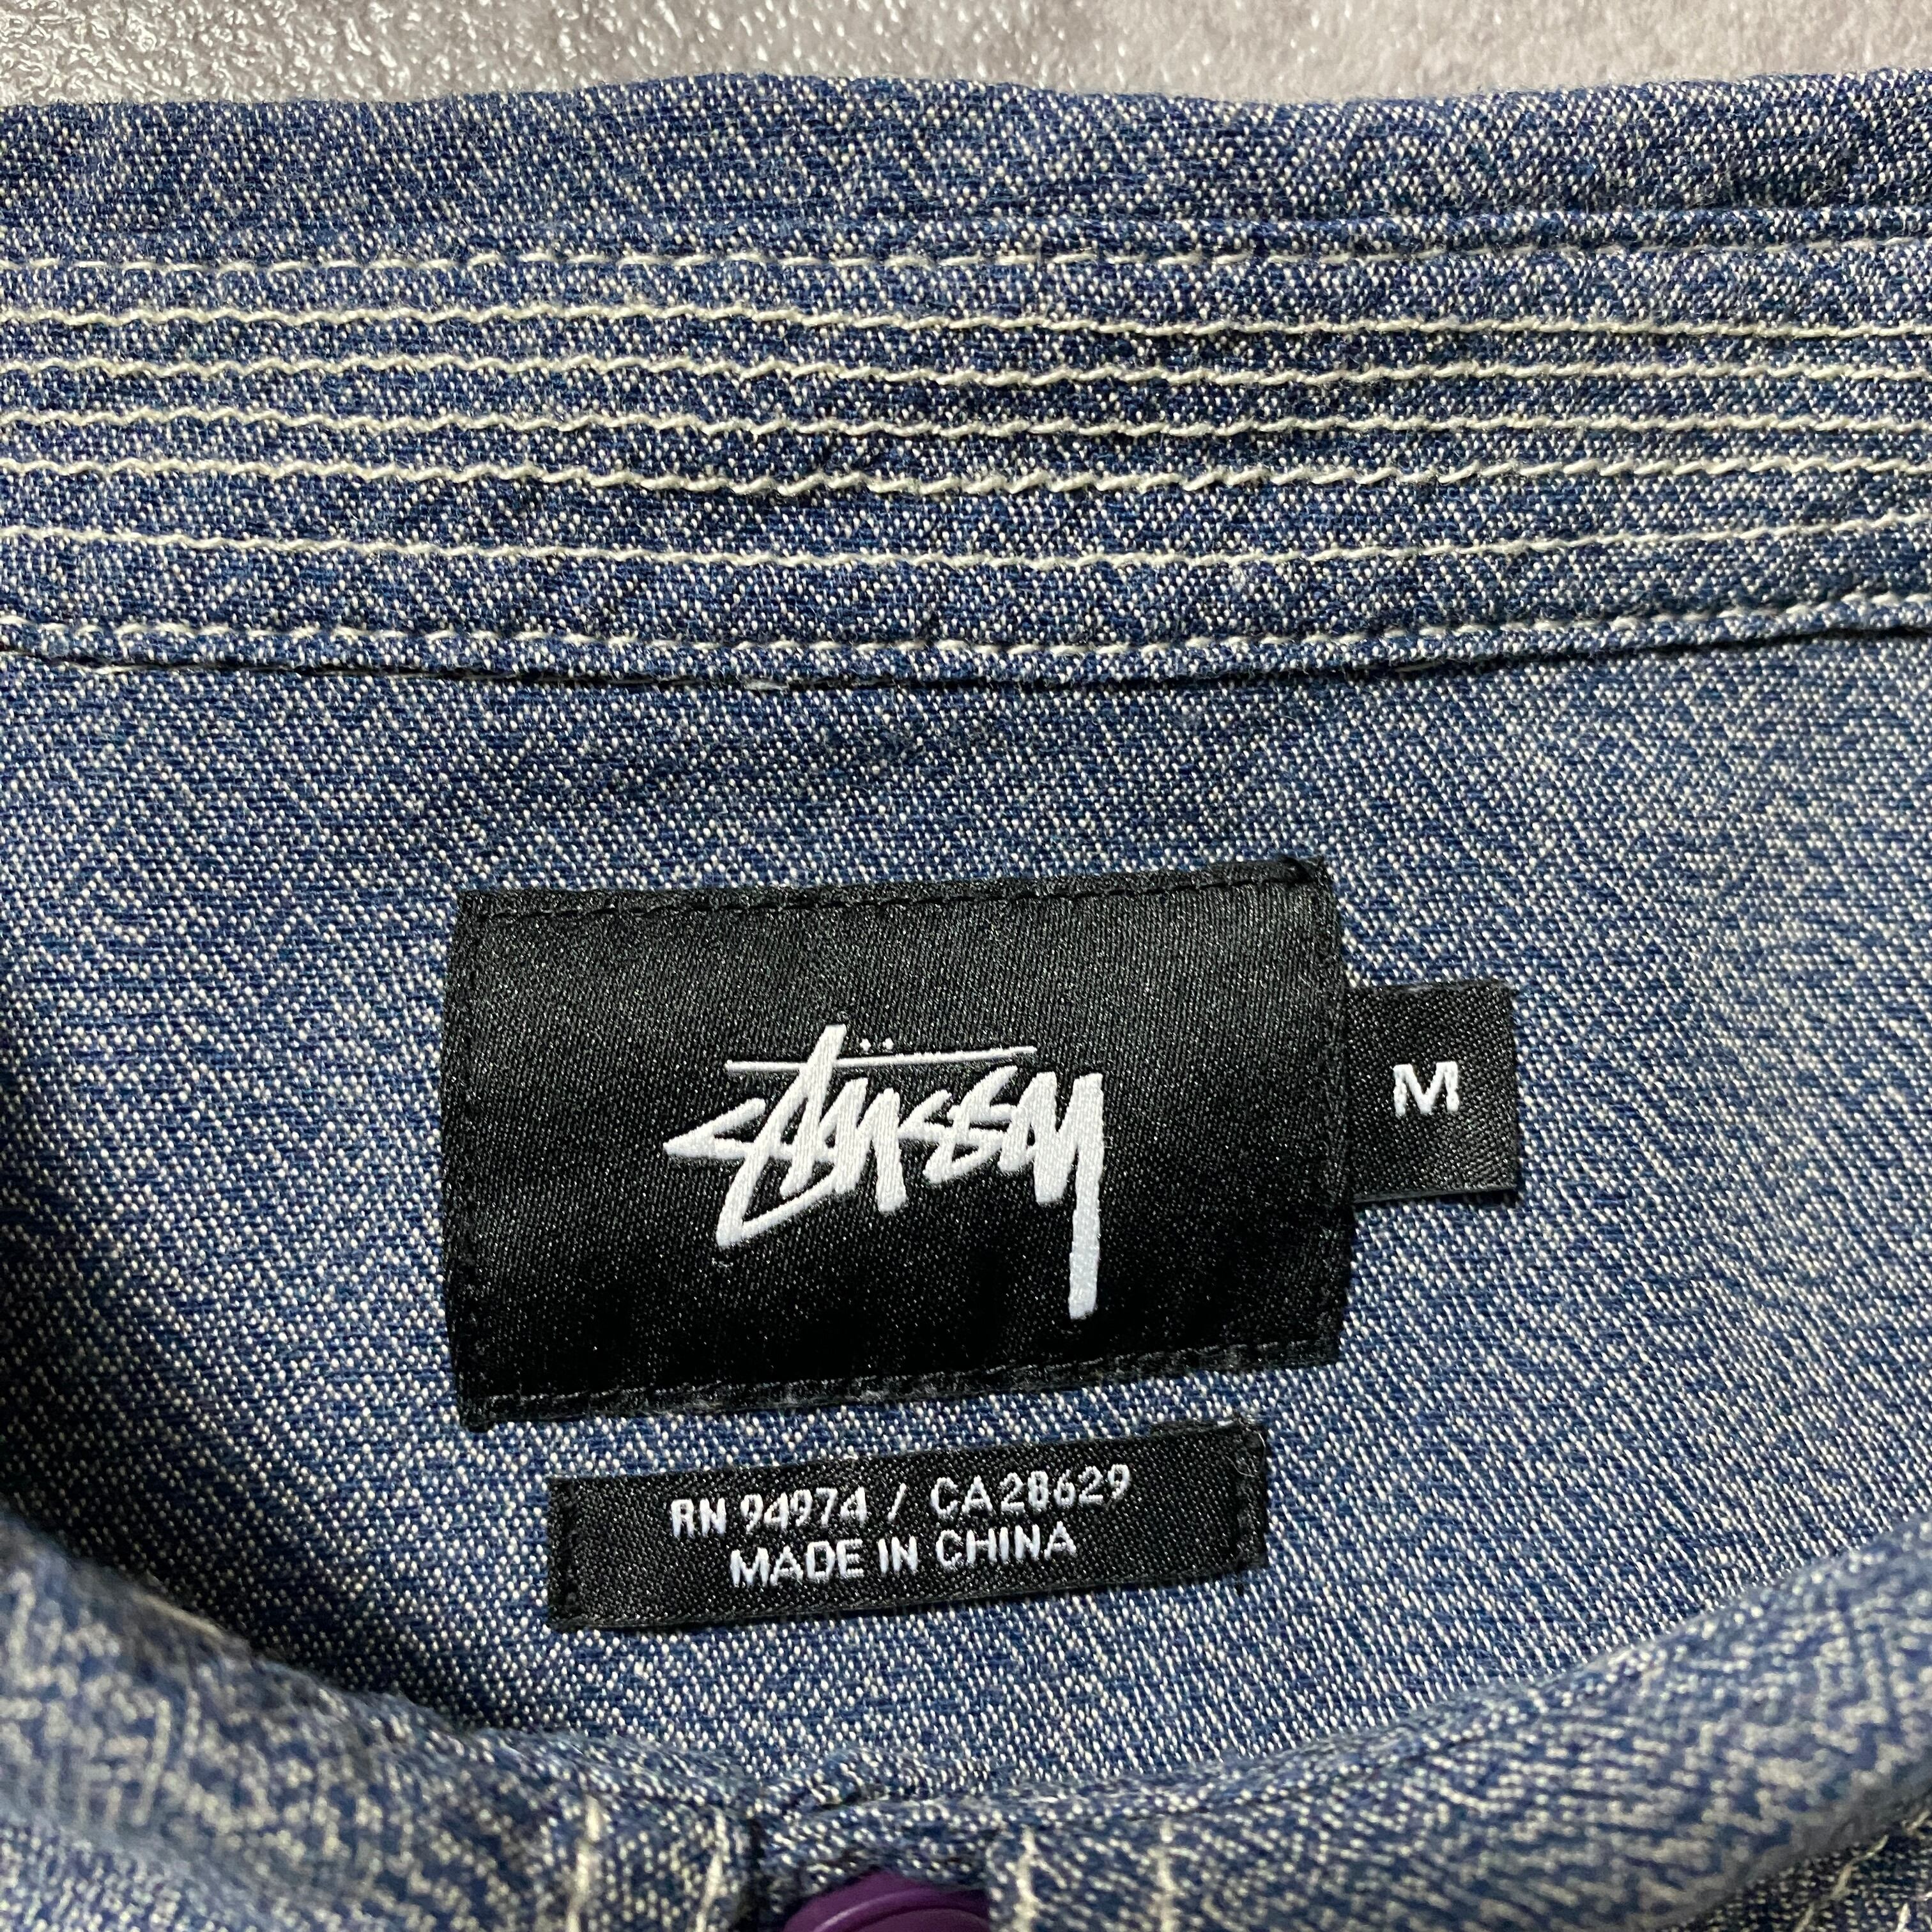 Stüssy
M
RN 94974 / CA28629
MADE IN CHINA